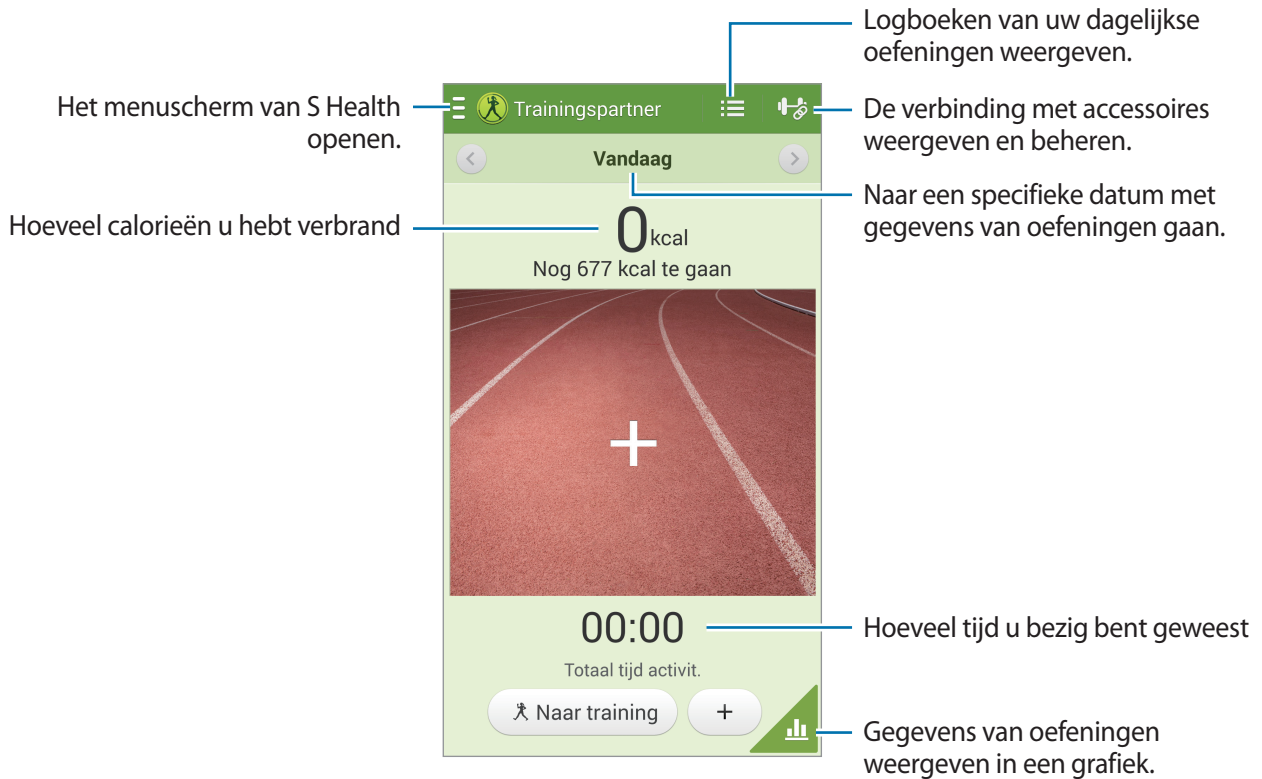 Logboeken van uw dagelijkse
oefeningen weergeven.
Het menuscherm van S Health
openen.
Trainingspartner
De verbinding met accessoires
weergeven en beheren.
Vandaag
Naar een specifieke datum met
gegevens van oefeningen gaan.
Hoeveel calorieën u hebt verbrand
0 kcal
Nog 677 kcal te gaan
00:00
Hoeveel tijd u bezig bent geweest
Totaal tijd activit.
Naar training
+
Gegevens van oefeningen
weergeven in een grafiek.